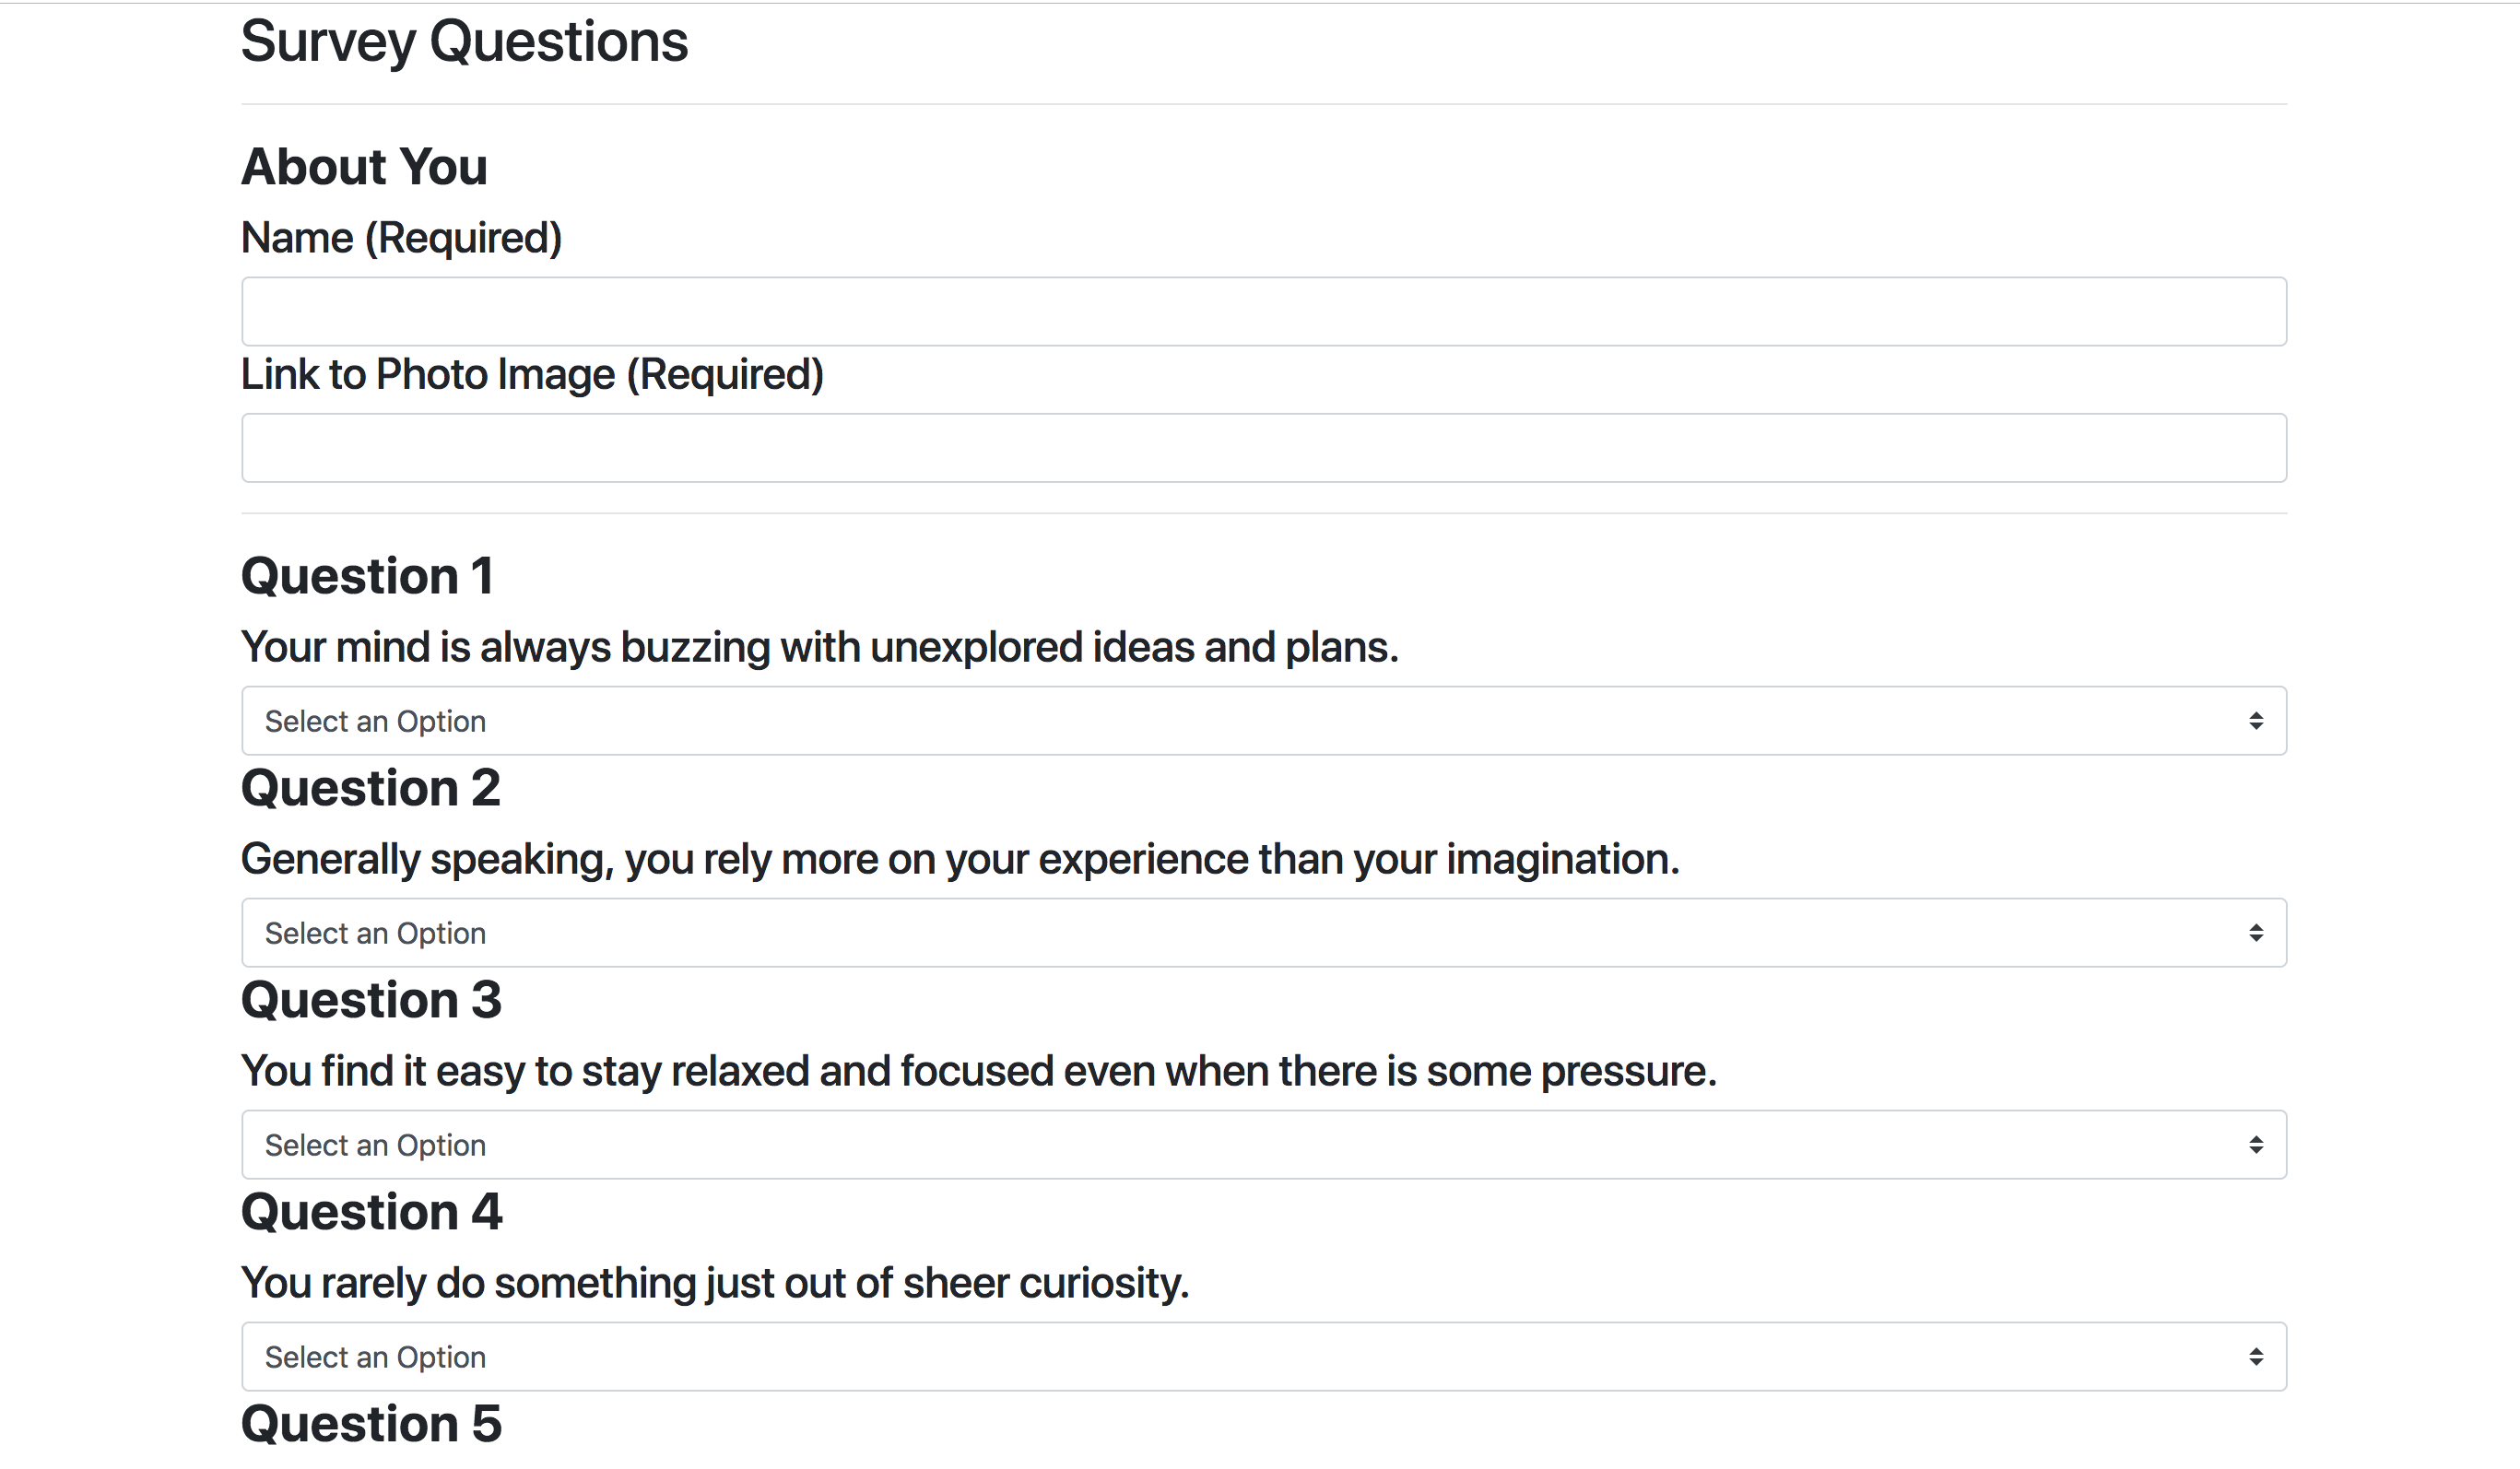 Survey Questions
About You
Name (Required)
Link to Photo Image (Required)
Question 1
Your mind is always buzzing with unexplored ideas and plans.
Select an Option
Question 2
Generally speaking, you rely more on your experience than your imagination.
Select an Option
Question 3
You find it easy to stay relaxed and focused even when there is some pressure.
Select an Option
Question 4
You rarely do something just out of sheer curiosity.
Select an Option
Question 5